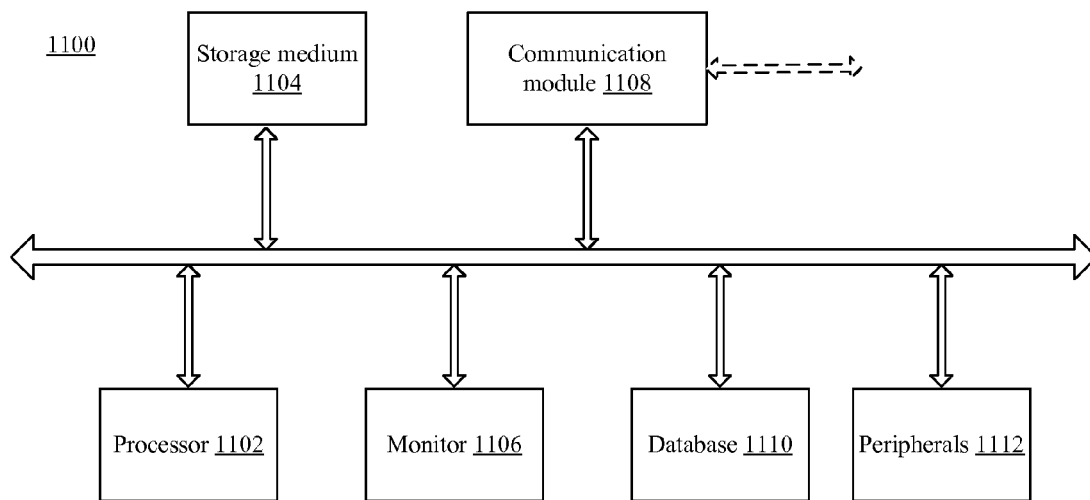 1100
Storage medium
1104
Communication
module 1108
Processor 1102
Monitor 1106
Database 1110
Peripherals 1112